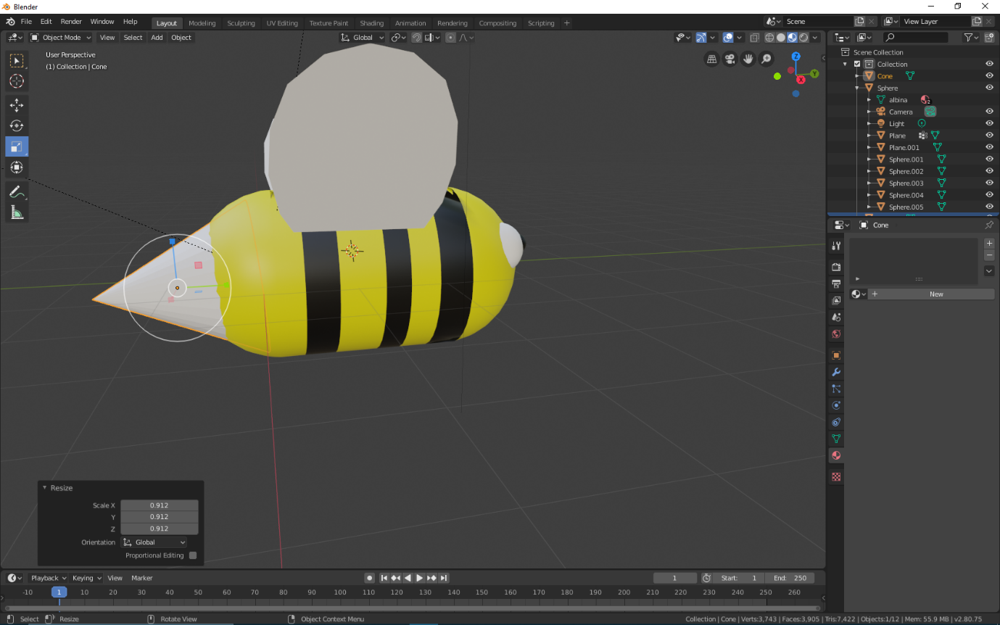 Blender
File Edit Render Window Help Layout Modeling Sculpting UV Editing Texture Paint Shading Animation Rendering Compositing Scripting + Scene View Layer
Object Mode View Select Add Object Global
User Perspective
(1) Collection | Cone
Z
Y
X
Scene Collection
Collection
Cone
Sphere
albina 2
Camera
Light
Plane
Plane.001
Sphere.001
Sphere.002
Sphere.003
Sphere.004
Sphere.005
Cone
+ New
Resize
Scale X 0.912
Y 0.912
Z 0.912
Orientation Global
Proportional Editing
Playback Keying View Marker 1 Start: 1 End: 250
-10 1 10 20 30 40 50 60 70 80 90 100 110 120 130 140 150 160 170 180 190 200 210 220 230 240 250 260
Select Resize Rotate View Object Context Menu Collection | Cone | Verts:3,743 | Faces:3,905 | Tris:7,422 | Objects:1/12 | Mem: 55.9 MB | v2.80.75